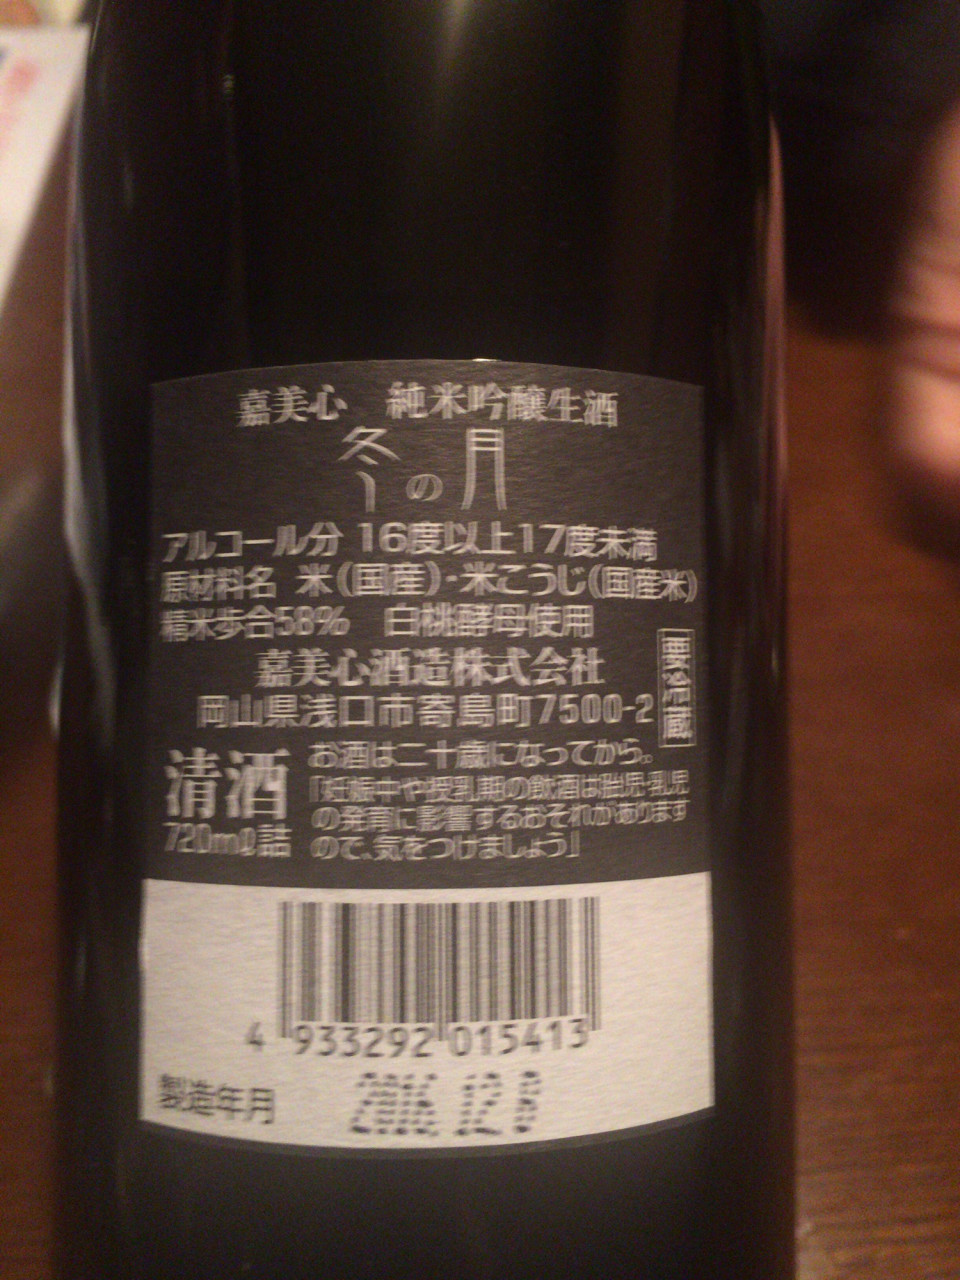 嘉美心 純米吟醸生酒
冬の月
アルコール分 16度以上17度未満
原材料名 米(国産)・米こうじ(国産米)
精米歩合58% 白桃酵母使用
嘉美心酒造株式会社
岡山県浅口市寄島町7500-2
要冷蔵
清酒
720mℓ詰
お酒は二十歳になってから。
「妊娠中や授乳期の飲酒は胎児・乳児
の発育に影響するおそれがあります
ので、気をつけましょう」
4 933292 015413
製造年月 2016.12